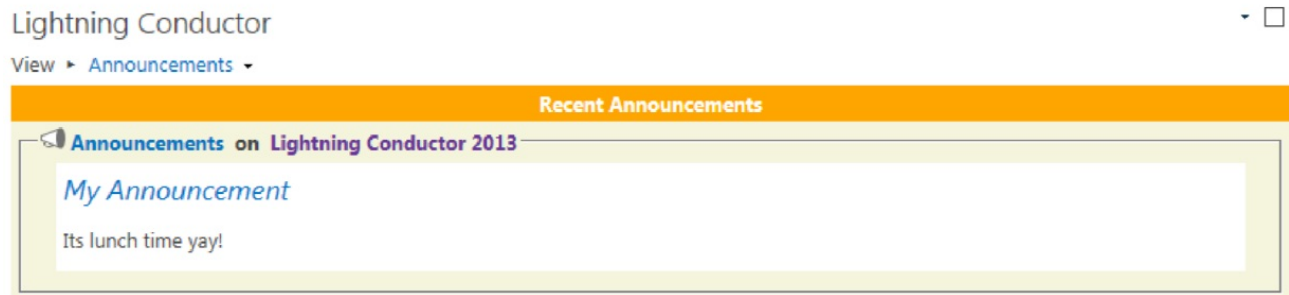 Lightning Conductor
View ▸ Announcements ▾
Recent Announcements
Announcements on Lightning Conductor 2013
My Announcement
Its lunch time yay!